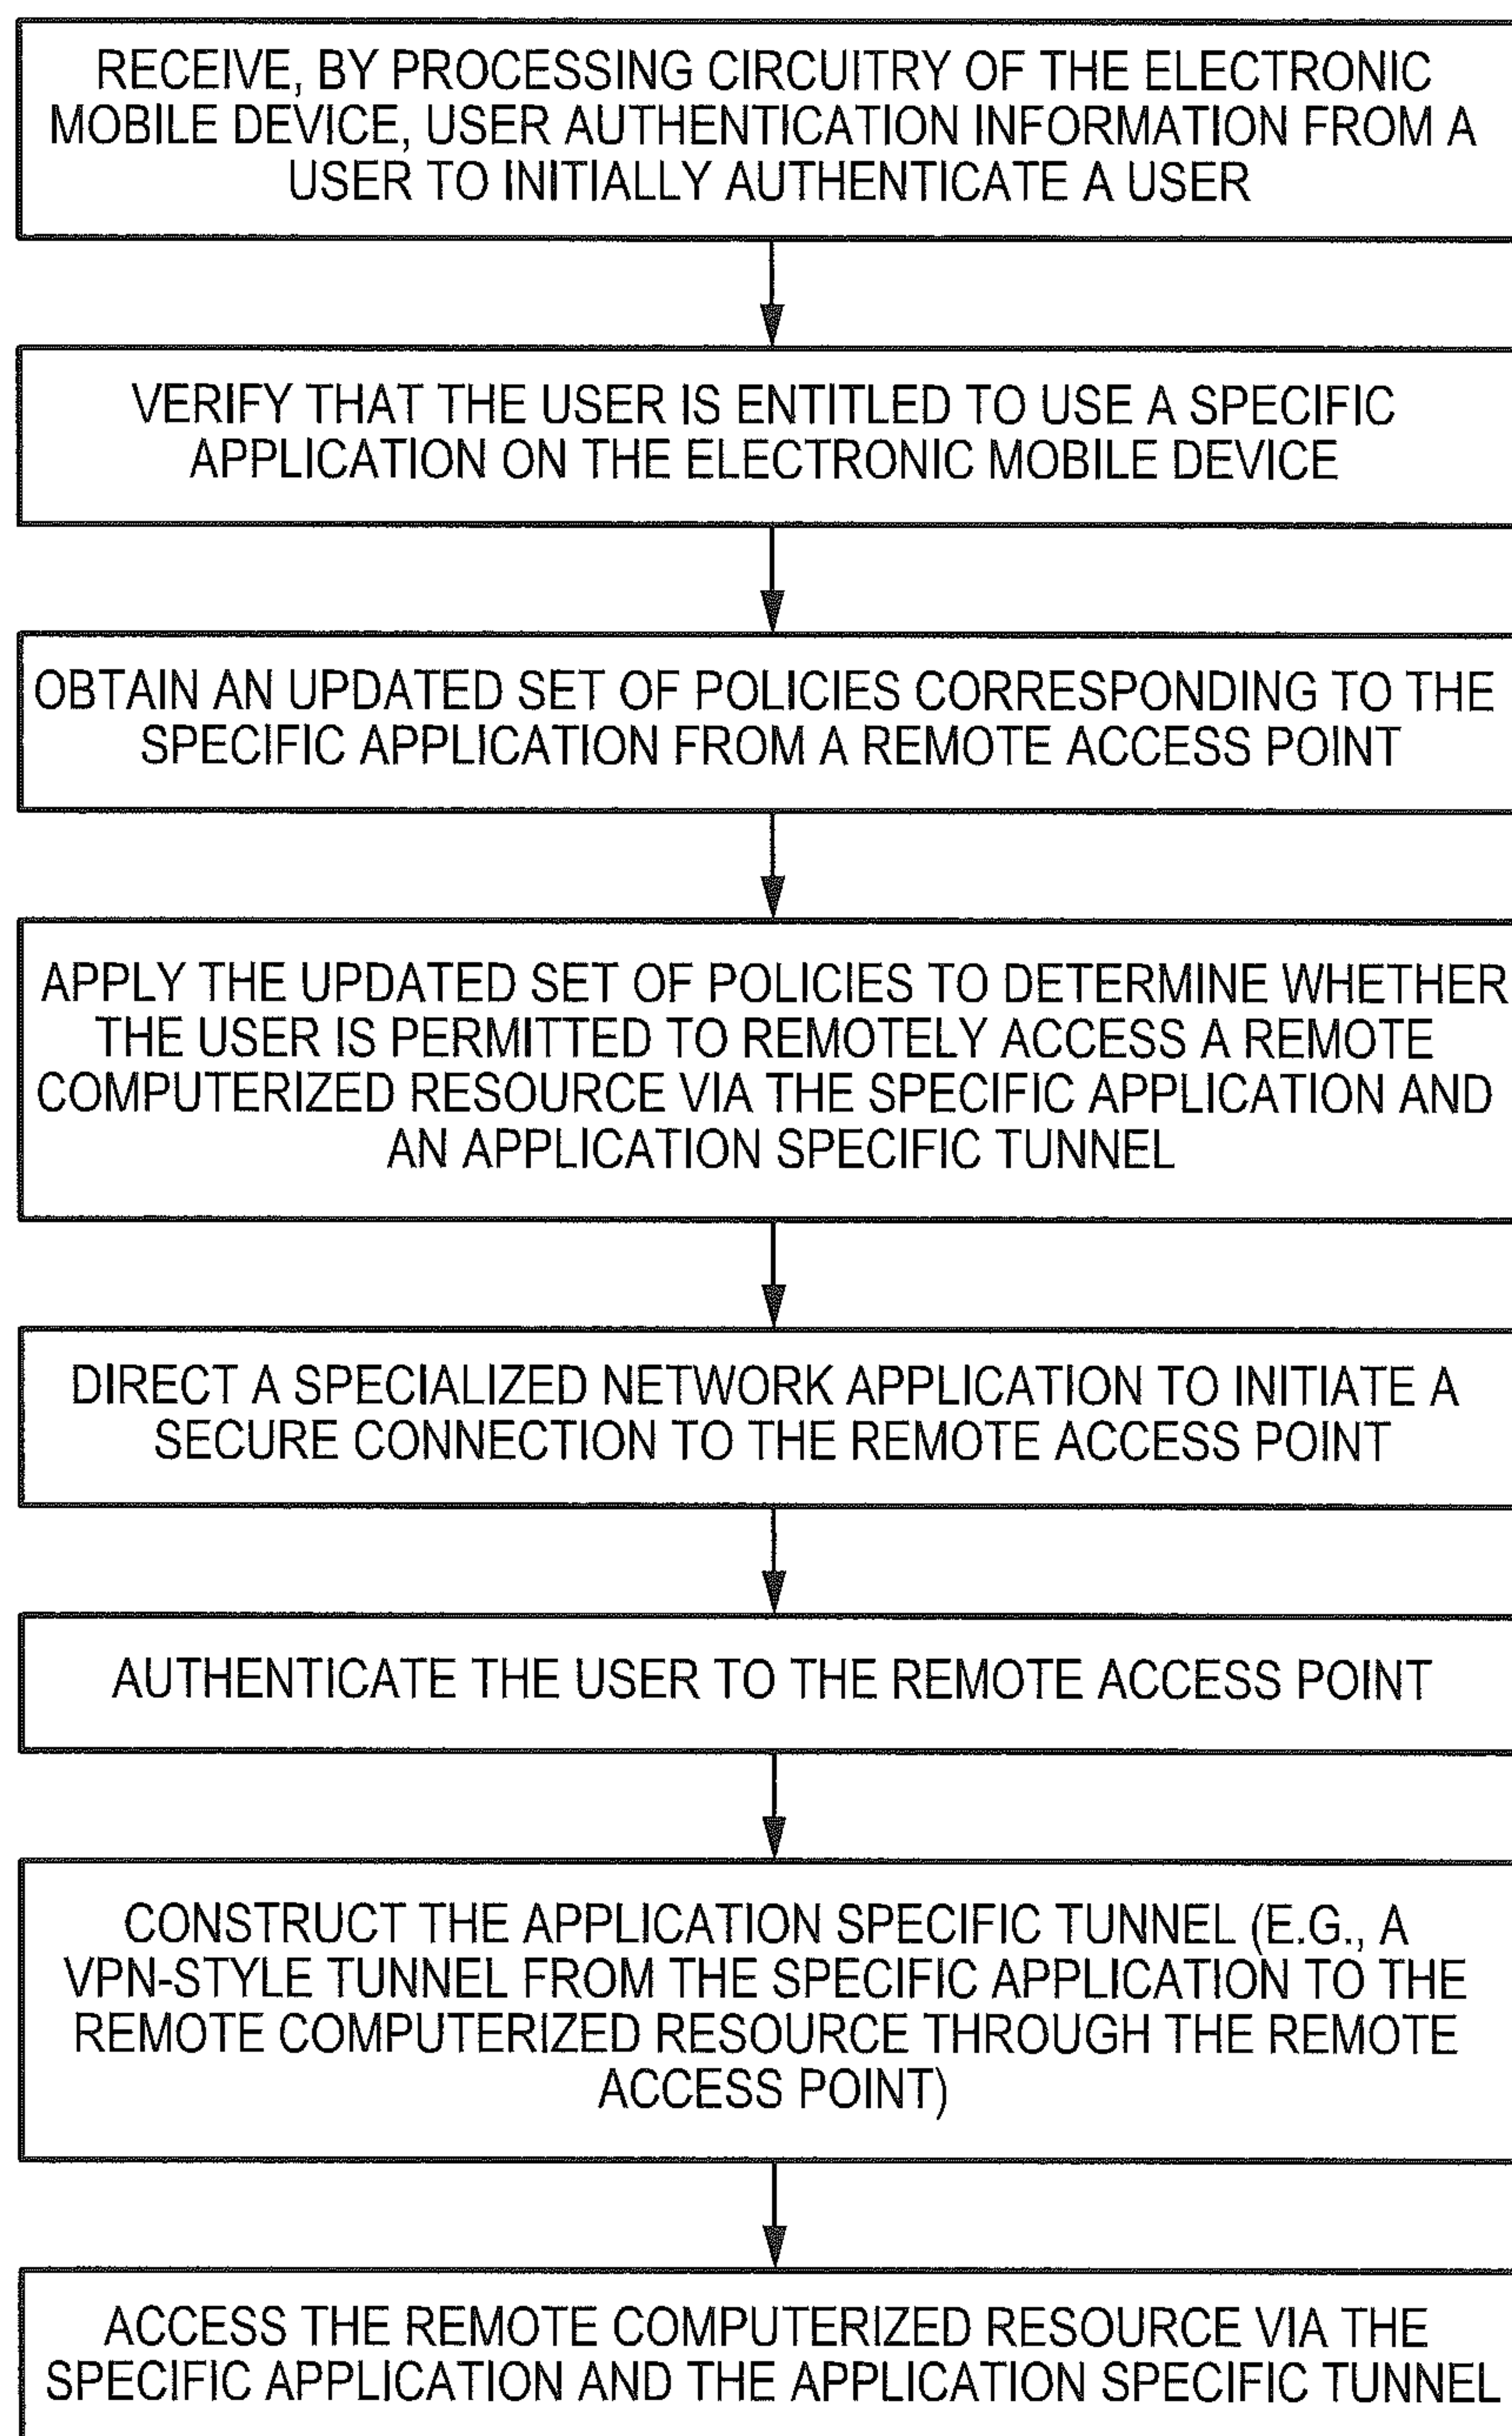 RECEIVE, BY PROCESSING CIRCUITRY OF THE ELECTRONIC
MOBILE DEVICE, USER AUTHENTICATION INFORMATION FROM A
USER TO INITIALLY AUTHENTICATE A USER
VERIFY THAT THE USER IS ENTITLED TO USE A SPECIFIC
APPLICATION ON THE ELECTRONIC MOBILE DEVICE
OBTAIN AN UPDATED SET OF POLICIES CORRESPONDING TO THE
SPECIFIC APPLICATION FROM A REMOTE ACCESS POINT
APPLY THE UPDATED SET OF POLICIES TO DETERMINE WHETHER
THE USER IS PERMITTED TO REMOTELY ACCESS A REMOTE
COMPUTERIZED RESOURCE VIA THE SPECIFIC APPLICATION AND
AN APPLICATION SPECIFIC TUNNEL
DIRECT A SPECIALIZED NETWORK APPLICATION TO INITIATE A
SECURE CONNECTION TO THE REMOTE ACCESS POINT
AUTHENTICATE THE USER TO THE REMOTE ACCESS POINT
CONSTRUCT THE APPLICATION SPECIFIC TUNNEL (E.G., A
VPN-STYLE TUNNEL FROM THE SPECIFIC APPLICATION TO THE
REMOTE COMPUTERIZED RESOURCE THROUGH THE REMOTE
ACCESS POINT)
ACCESS THE REMOTE COMPUTERIZED RESOURCE VIA THE
SPECIFIC APPLICATION AND THE APPLICATION SPECIFIC TUNNEL